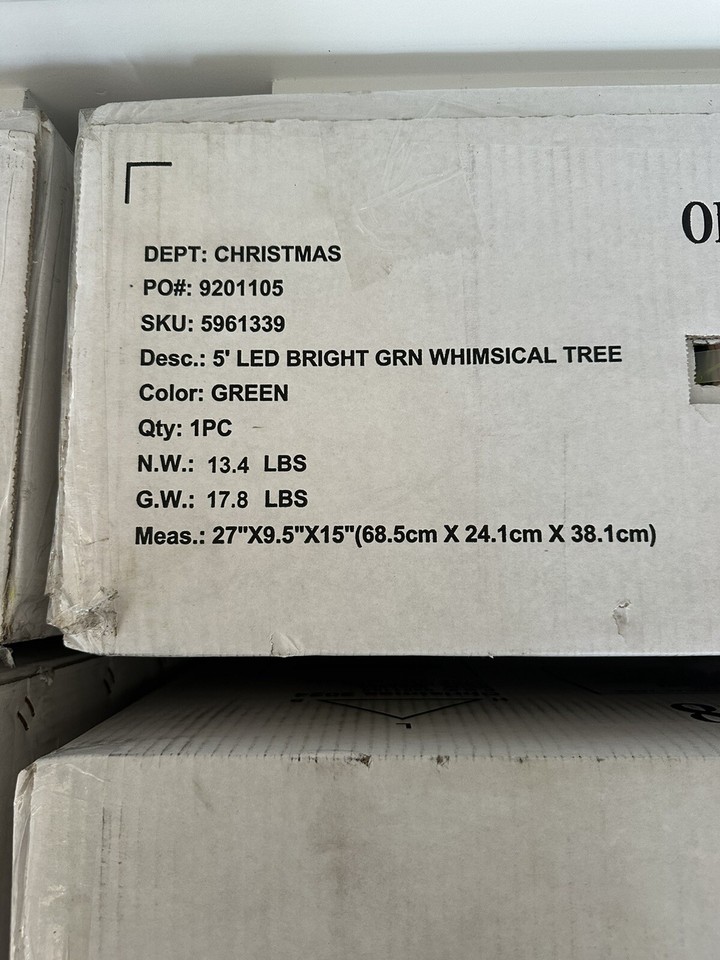 DEPT: CHRISTMAS
PO#: 9201105
SKU: 5961339
Desc.: 5' LED BRIGHT GRN WHIMSICAL TREE
Color: GREEN
Qty: 1PC
N.W.: 13.4 LBS
G.W.: 17.8 LBS
Meas.: 27"X9.5"X15"(68.5cm X 24.1cm X 38.1cm)